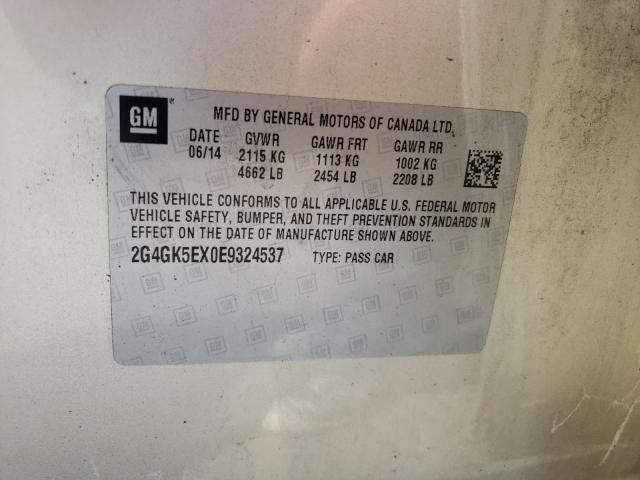 GM ® MFD BY GENERAL MOTORS OF CANADA LTD.
DATE GVWR GAWR FRT GAWR RR
06/14 2115 KG 1113 KG 1002 KG
4662 LB 2454 LB 2208 LB
THIS VEHICLE CONFORMS TO ALL APPLICABLE U.S. FEDERAL MOTOR
VEHICLE SAFETY, BUMPER, AND THEFT PREVENTION STANDARDS IN
EFFECT ON THE DATE OF MANUFACTURE SHOWN ABOVE.
2G4GK5EX0E9324537 TYPE: PASS CAR